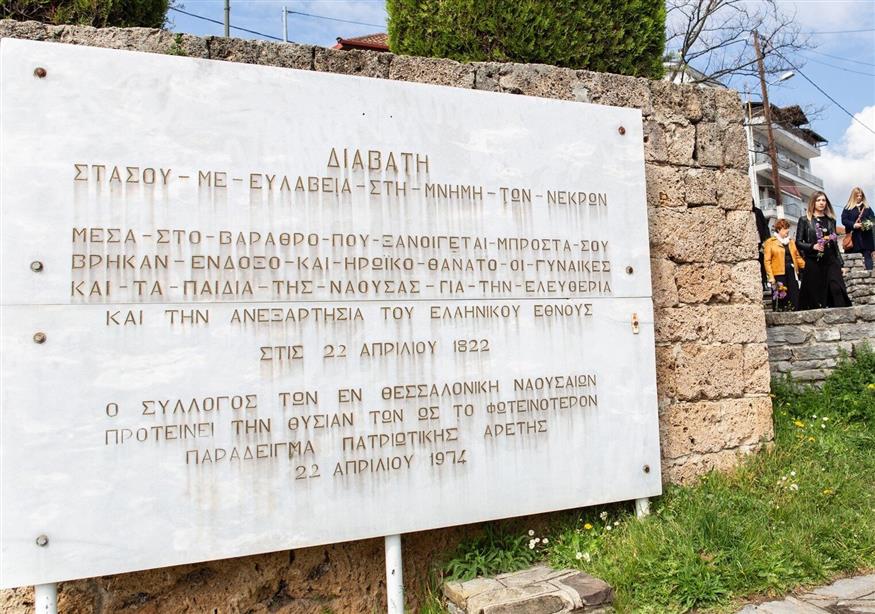 ΔΙΑΒΑΤΗ
ΣΤΑΣΟΥ-ΜΕ-ΕΥΛΑΒΕΙΑ-ΣΤΗ-ΜΝΗΜΗ-ΤΩΝ-ΝΕΚΡΩΝ
ΜΕΣΑ-ΣΤΟ-ΒΑΡΑΘΡΟ-ΠΟΥ-ΞΑΝΟΙΓΕΤΑΙ-ΜΠΡΟΣΤΑ-ΣΟΥ
ΒΡΗΚΑΝ-ΕΝΔΟΞΟ-ΚΑΙ-ΗΡΩΪΚΟ-ΘΑΝΑΤΟ-ΟΙ-ΓΥΝΑΙΚΕΣ
ΚΑΙ-ΤΑ-ΠΑΙΔΙΑ-ΤΗΣ-ΝΑΟΥΣΑΣ-ΓΙΑ-ΤΗΝ-ΕΛΕΥΘΕΡΙΑ
ΚΑΙ ΤΗΝ ΑΝΕΞΑΡΤΗΣΙΑ ΤΟΥ ΕΛΛΗΝΙΚΟΥ ΕΘΝΟΥΣ
ΣΤΙΣ 22 ΑΠΡΙΛΙΟΥ 1822
Ο ΣΥΛΛΟΓΟΣ ΤΩΝ ΕΝ ΘΕΣΣΑΛΟΝΙΚΗ ΝΑΟΥΣΑΙΩΝ
ΠΡΟΤΕΙΝΕΙ ΤΗΝ ΘΥΣΙΑΝ ΤΩΝ ΩΣ ΤΟ ΦΩΤΕΙΝΟΤΕΡΟΝ
ΠΑΡΑΔΕΙΓΜΑ ΠΑΤΡΙΩΤΙΚΗΣ ΑΡΕΤΗΣ
22 ΑΠΡΙΛΙΟΥ 1974